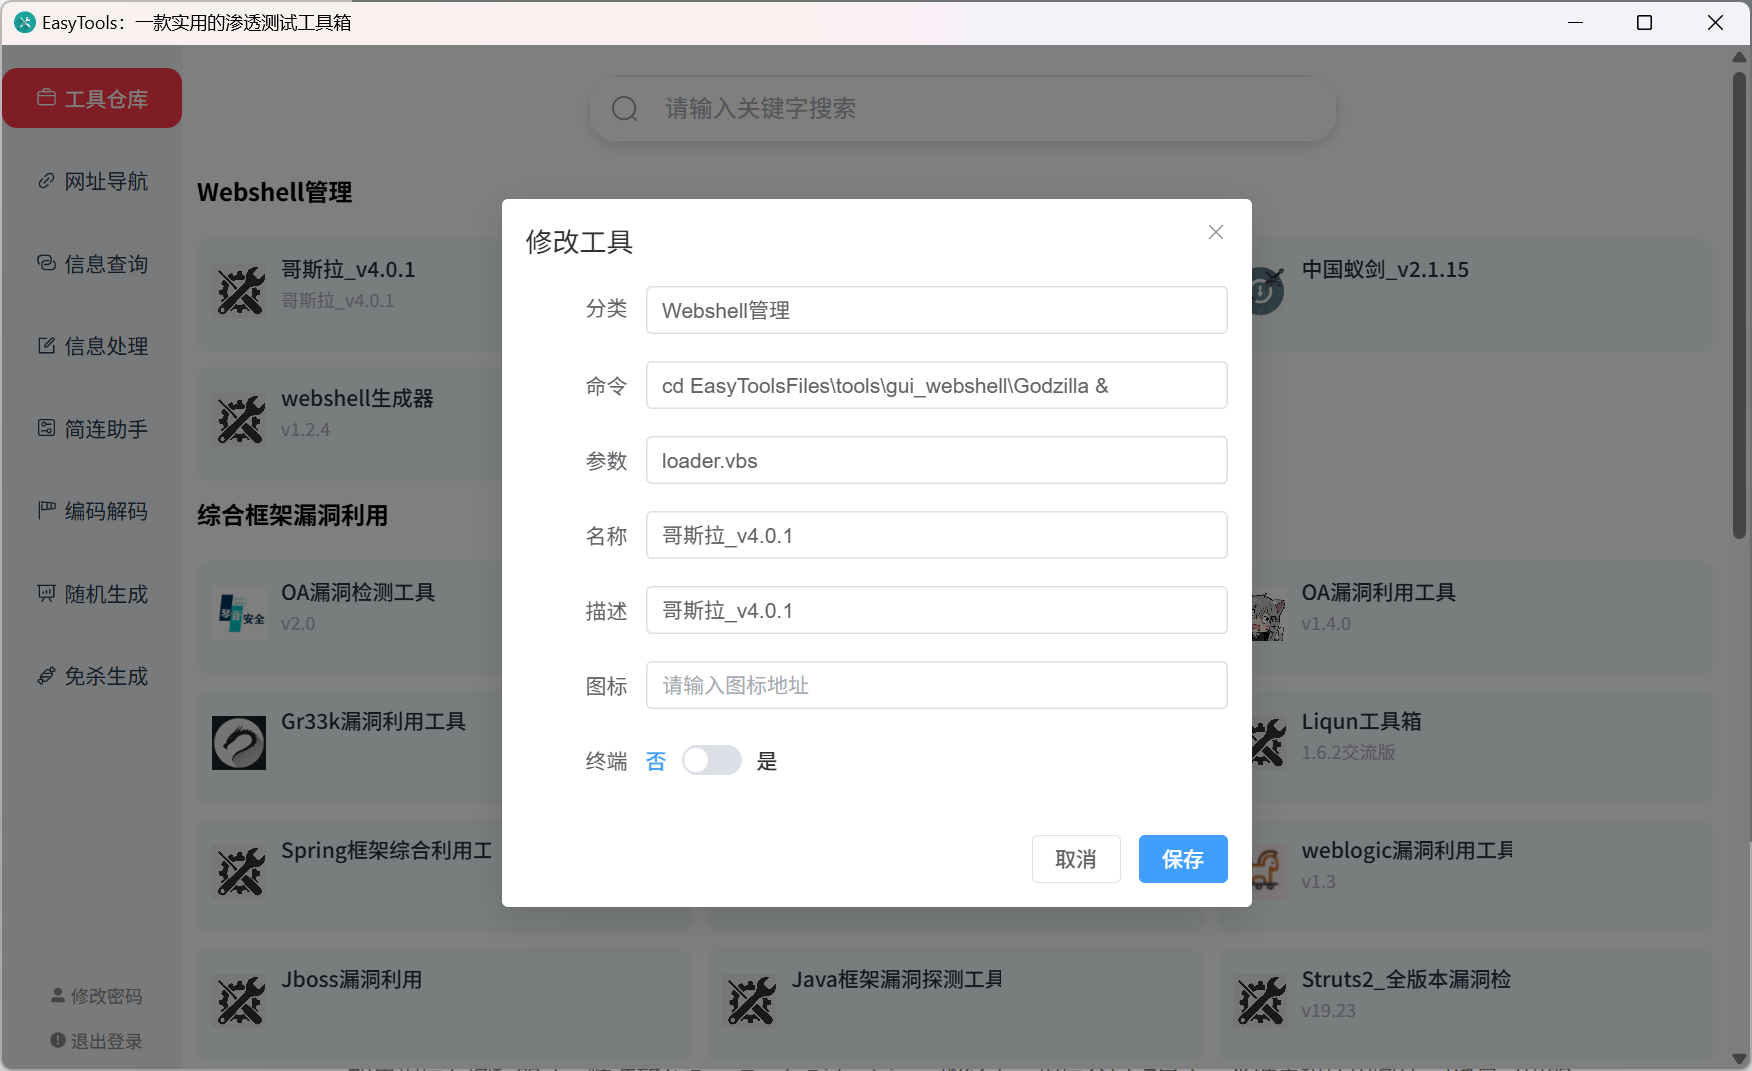 EasyTools：一款实用的渗透测试工具箱
工具仓库
网址导航
信息查询
信息处理
简连助手
编码解码
随机生成
免杀生成
修改密码
退出登录
请输入关键字搜索
Webshell管理
哥斯拉_v4.0.1
哥斯拉_v4.0.1
中国蚁剑_v2.1.15
webshell生成器
v1.2.4
综合框架漏洞利用
OA漏洞检测工具
v2.0
琴音安全
OA漏洞利用工具
v1.4.0
Gr33k漏洞利用工具
Liqun工具箱
1.6.2交流版
Spring框架综合利用工
weblogic漏洞利用工具
v1.3
Jboss漏洞利用
Java框架漏洞探测工具
Struts2_全版本漏洞检
v19.23
修改工具
分类
Webshell管理
命令
cd EasyToolsFiles\tools\gui_webshell\Godzilla &
参数
loader.vbs
名称
哥斯拉_v4.0.1
描述
哥斯拉_v4.0.1
图标
请输入图标地址
终端 否 是
取消
保存